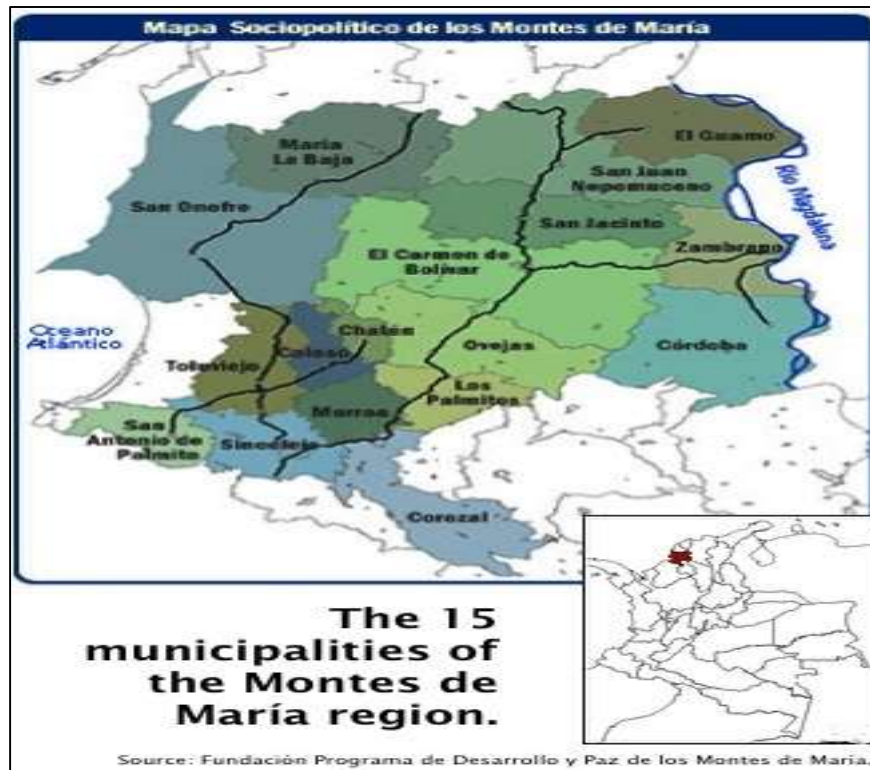 Mapa Sociopolítico de los Montes de María
El Guamo
María
La Baja
San Juan
Nepomuceno
Río Magdalena
San Onofre
San Jacinto
Zambrano
El Carmen de
Bolívar
Oceano
Atlántico
Chalán
Coloso
Ovejas
Córdoba
Toluviejo
Los
Palmitos
Morroa
San
Antonio de
Palmito
Sincelejo
Corozal
The 15
municipalities of
the Montes de
María region.
Source: Fundación Programa de Desarrollo y Paz de los Montes de María.